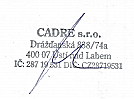 CADRE s.r.o.
Drážďanská 838/74a
400 07 Ústí nad Labem
IČ: 287 19 531 DIČ: CZ28719531